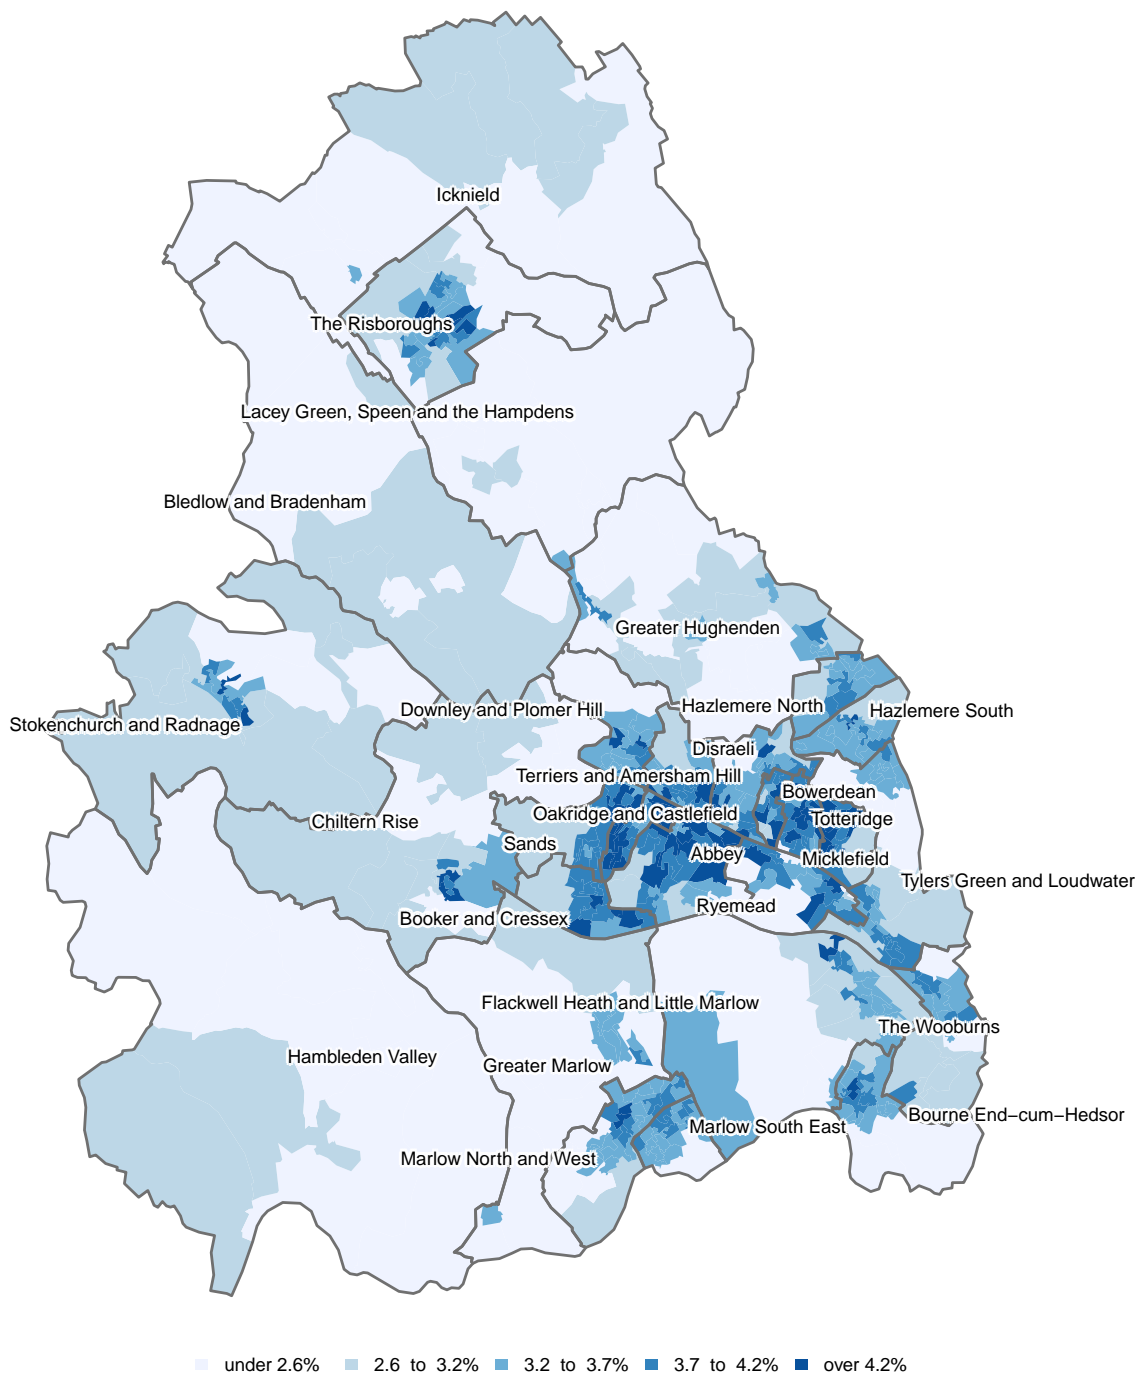 Icknield
The Risboroughs
Lacey Green, Speen and the Hampdens
Bledlow and Bradenham
Greater Hughenden
Downley and Plomer Hill
Hazlemere North
Hazlemere South
Stokenchurch and Radnage
Disraeli
Terriers and Amersham Hill
Bowerdean
Oakridge and Castlefield
Totteridge
Chiltern Rise
Sands
Abbey
Micklefield
Tylers Green and Loudwater
Ryemead
Booker and Cressex
Flackwell Heath and Little Marlow
The Wooburns
Hambleden Valley
Greater Marlow
Bourne End−cum−Hedsor
Marlow South East
Marlow North and West
under 2.6% 2.6 to 3.2% 3.2 to 3.7% 3.7 to 4.2% over 4.2%